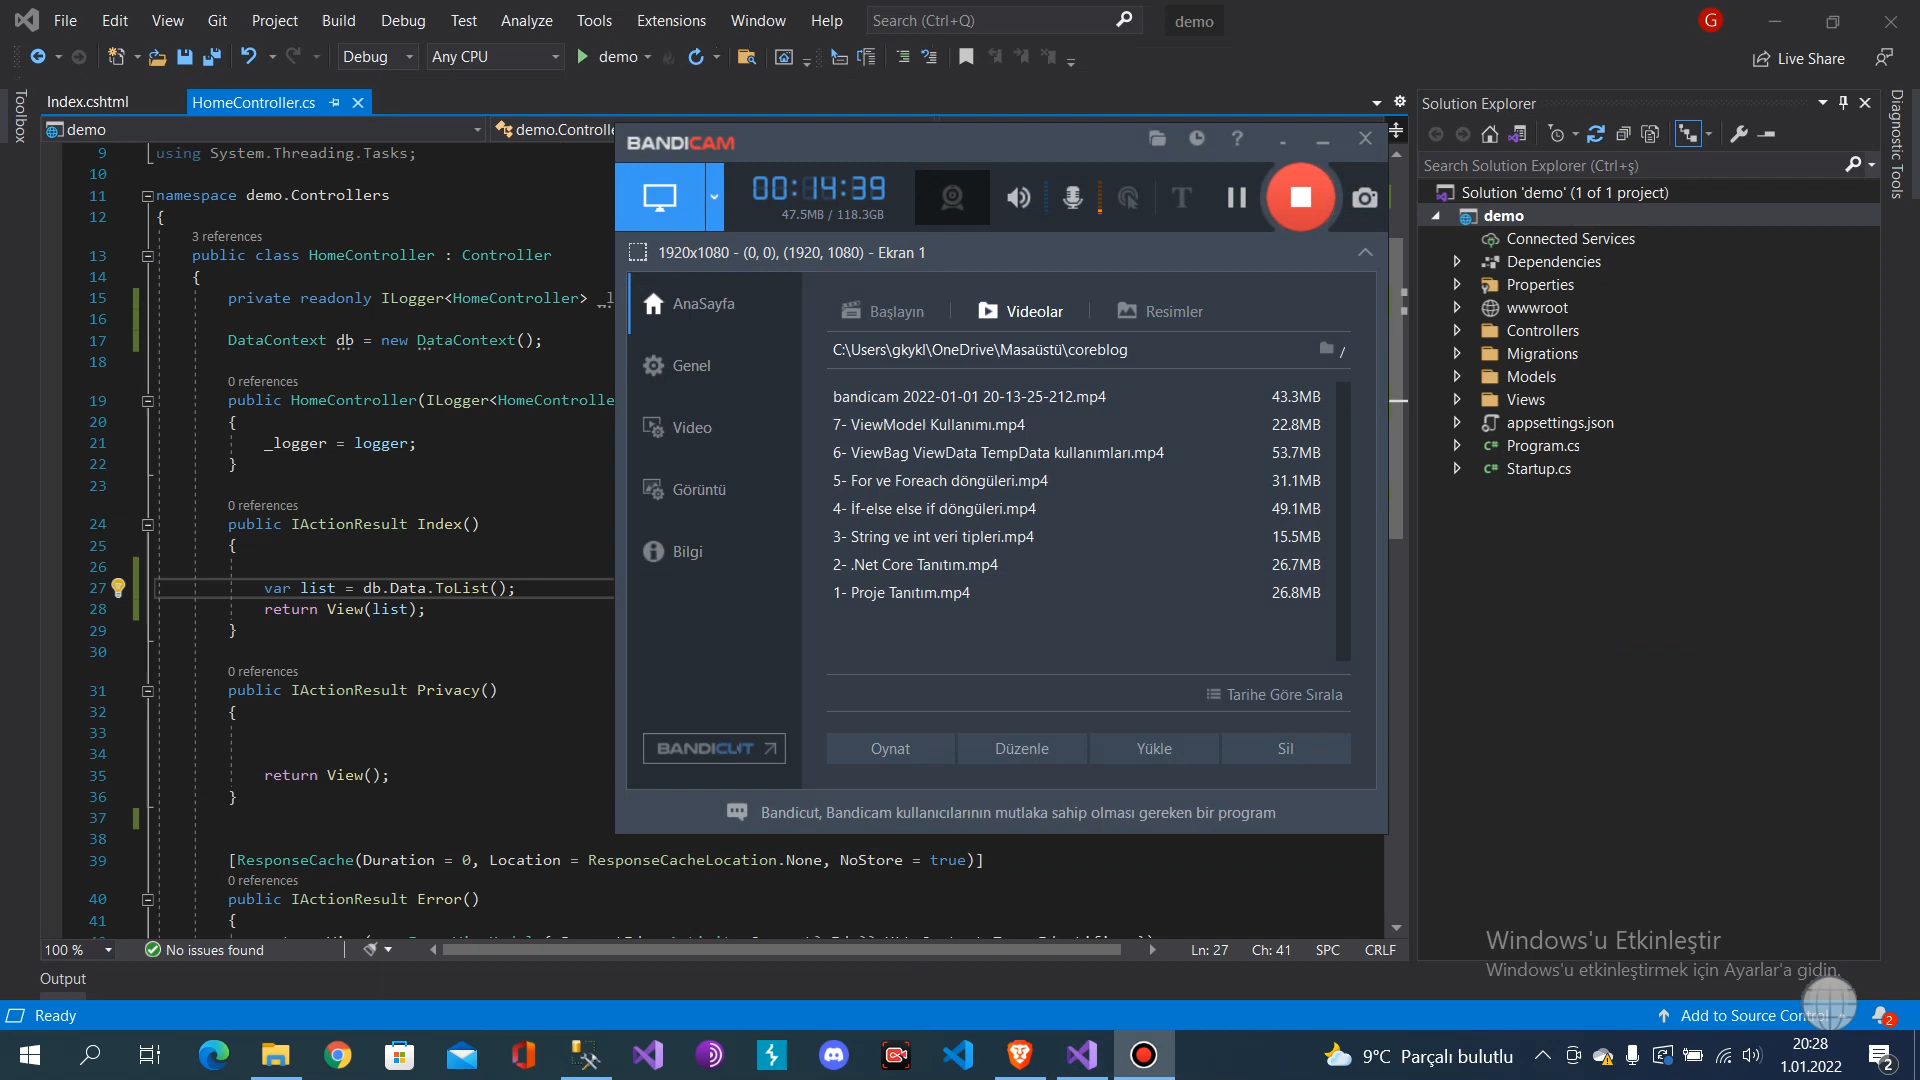 File Edit View Git Project Build Debug Test Analyze Tools Extensions Window Help Search (Ctrl+Q) demo G
Debug Any CPU demo Live Share
Toolbox
Index.cshtml HomeController.cs
demo demo.Controlle
9 using System.Threading.Tasks;
10
11 namespace demo.Controllers
12 {
3 references
13 public class HomeController : Controller
14 {
15 private readonly ILogger<HomeController> _l
16
17 DataContext db = new DataContext();
18
0 references
19 public HomeController(ILogger<HomeControlle
20 {
21 _logger = logger;
22 }
23
0 references
24 public IActionResult Index()
25 {
26
27 var list = db.Data.ToList();
28 return View(list);
29 }
30
0 references
31 public IActionResult Privacy()
32 {
33
34
35 return View();
36 }
37
38
39 [ResponseCache(Duration = 0, Location = ResponseCacheLocation.None, NoStore = true)]
0 references
40 public IActionResult Error()
41 {
100 % No issues found Ln: 27 Ch: 41 SPC CRLF
Output
Ready Add to Source Control 2
BANDICAM
00:14:39
47.5MB / 118.3GB
1920x1080 - (0, 0), (1920, 1080) - Ekran 1
AnaSayfa
Genel
Video
Görüntü
Bilgi
BANDICUT
Başlayın Videolar Resimler
C:\Users\gkykl\OneDrive\Masaüstü\coreblog /
bandicam 2022-01-01 20-13-25-212.mp4 43.3MB
7- ViewModel Kullanımı.mp4 22.8MB
6- ViewBag ViewData TempData kullanımları.mp4 53.7MB
5- For ve Foreach döngüleri.mp4 31.1MB
4- İf-else else if döngüleri.mp4 49.1MB
3- String ve int veri tipleri.mp4 15.5MB
2- .Net Core Tanıtım.mp4 26.7MB
1- Proje Tanıtım.mp4 26.8MB
Tarihe Göre Sırala
Oynat Düzenle Yükle Sil
Bandicut, Bandicam kullanıcılarının mutlaka sahip olması gereken bir program
Solution Explorer
Search Solution Explorer (Ctrl+ş)
Solution 'demo' (1 of 1 project)
demo
Connected Services
Dependencies
Properties
wwwroot
Controllers
Migrations
Models
Views
appsettings.json
C# Program.cs
C# Startup.cs
Diagnostic Tools
Windows'u Etkinleştir
Windows'u etkinleştirmek için Ayarlar'a gidin.
9°C Parçalı bulutlu
20:28
1.01.2022
2